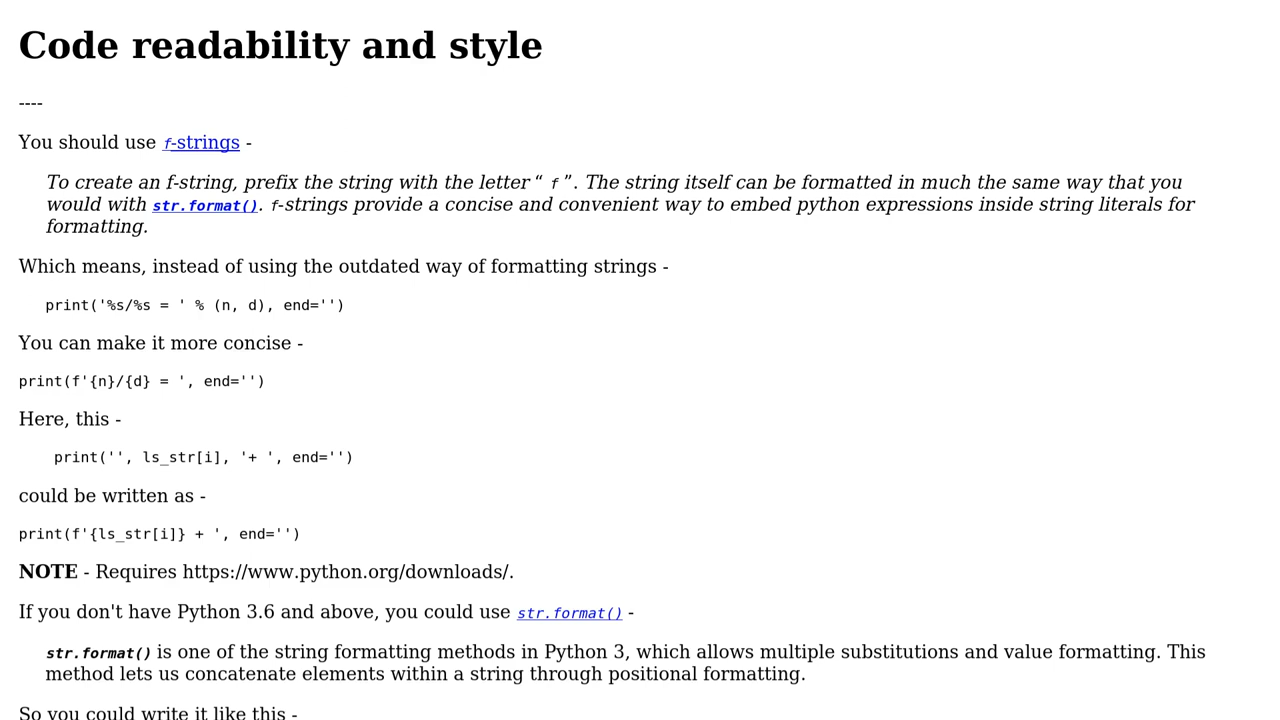 Code readability and style
----
You should use f-strings -
To create an f-string, prefix the string with the letter “ f ”. The string itself can be formatted in much the same way that you
would with str.format(). f-strings provide a concise and convenient way to embed python expressions inside string literals for
formatting.
Which means, instead of using the outdated way of formatting strings -
print('%s/%s = ' % (n, d), end='')
You can make it more concise -
print(f'{n}/{d} = ', end='')
Here, this -
print('', ls_str[i], '+ ', end='')
could be written as -
print(f'{ls_str[i]} + ', end='')
NOTE - Requires https://www.python.org/downloads/.
If you don't have Python 3.6 and above, you could use str.format() -
str.format() is one of the string formatting methods in Python 3, which allows multiple substitutions and value formatting. This
method lets us concatenate elements within a string through positional formatting.
So you could write it like this -